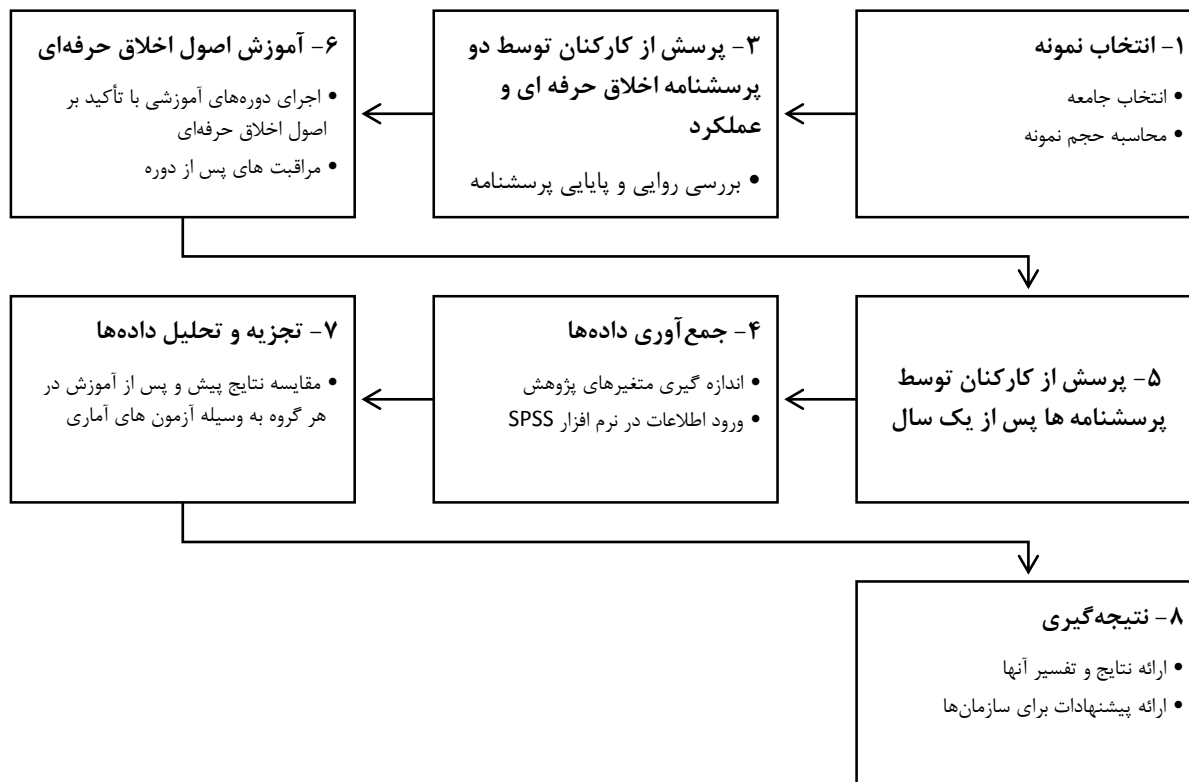 ۱- انتخاب نمونه
• انتخاب جامعه
• محاسبه حجم نمونه
۳- پرسش از کارکنان توسط دو
پرسشنامه اخلاق حرفه ای و
عملکرد
• بررسی روایی و پایایی پرسشنامه
۶- آموزش اصول اخلاق حرفه‌ای
• اجرای دوره‌های آموزشی با تأکید بر
اصول اخلاق حرفه‌ای
• مراقبت های پس از دوره
۵- پرسش از کارکنان توسط
پرسشنامه ها پس از یک سال
۴- جمع‌آوری داده‌ها
• اندازه گیری متغیرهای پژوهش
• ورود اطلاعات در نرم افزار SPSS
۷- تجزیه و تحلیل داده‌ها
• مقایسه نتایج پیش و پس از آموزش در
هر گروه به وسیله آزمون های آماری
۸- نتیجه‌گیری
• ارائه نتایج و تفسیر آنها
• ارائه پیشنهادات برای سازمان‌ها